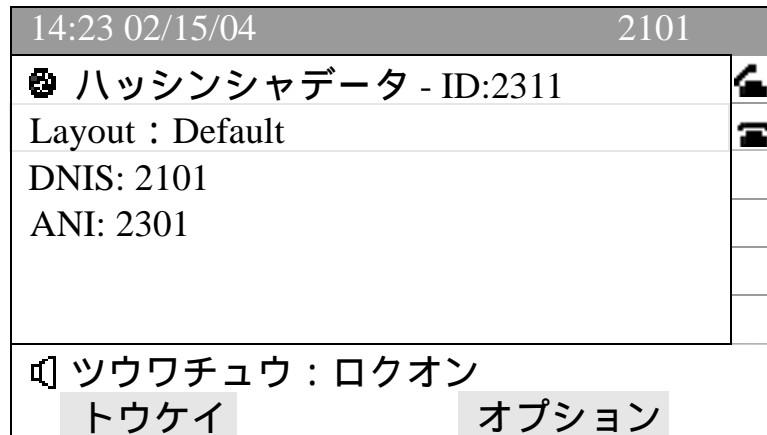 14:23 02/15/04 2101
ハッシンシャデータ - ID:2311
Layout：Default
DNIS: 2101
ANI: 2301
ツウワチュウ：ロクオン
トウケイ オプション